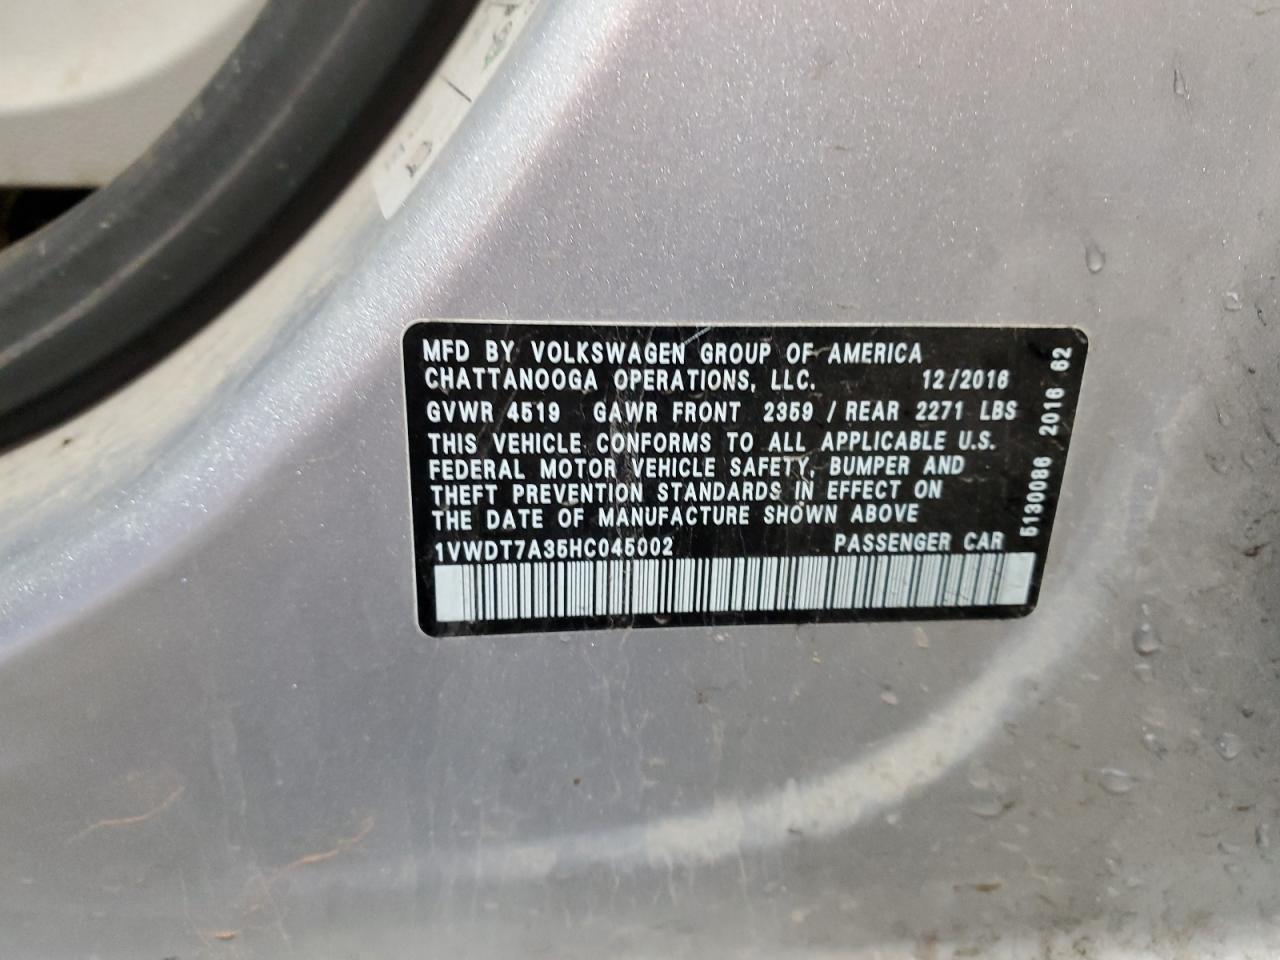 MFD BY VOLKSWAGEN GROUP OF AMERICA
CHATTANOOGA OPERATIONS, LLC. 12/2016
GVWR 4519 GAWR FRONT 2359 / REAR 2271 LBS
THIS VEHICLE CONFORMS TO ALL APPLICABLE U.S.
FEDERAL MOTOR VEHICLE SAFETY, BUMPER AND
THEFT PREVENTION STANDARDS IN EFFECT ON
THE DATE OF MANUFACTURE SHOWN ABOVE
1VWDT7A35HC045002 PASSENGER CAR
5130086 2016 62